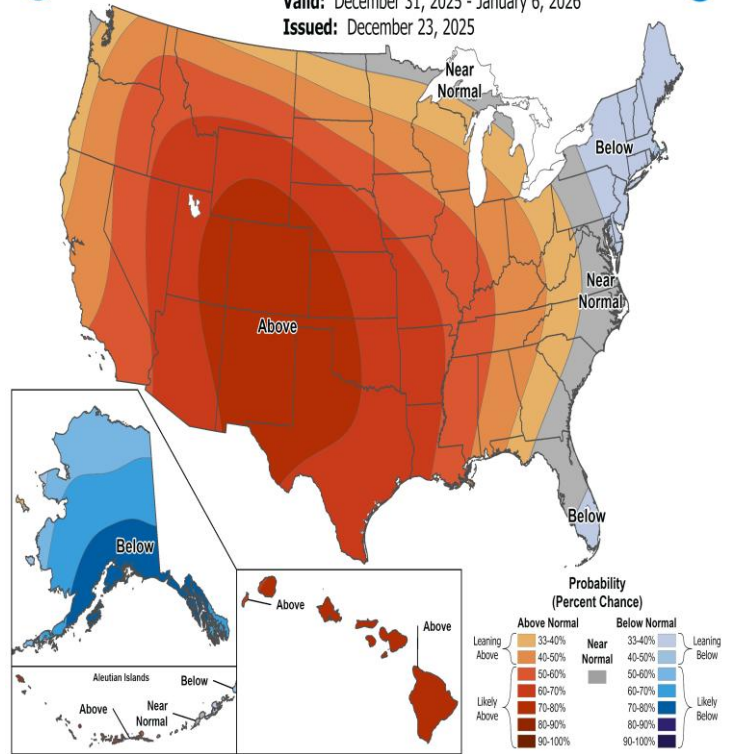 Valid: December 31, 2025 - January 6, 2026
Issued: December 23, 2025
Near
Normal
Below
Near
Normal
Above
Below
Below
Above
Above
Aleutian Islands
Below
Above
Near
Normal
Probability
(Percent Chance)
Above Normal
Near
Normal
Below Normal
Leaning
Above
33-40%
40-50%
Likely
Above
50-60%
60-70%
70-80%
80-90%
90-100%
33-40%
40-50%
Leaning
Below
50-60%
60-70%
70-80%
80-90%
90-100%
Likely
Below